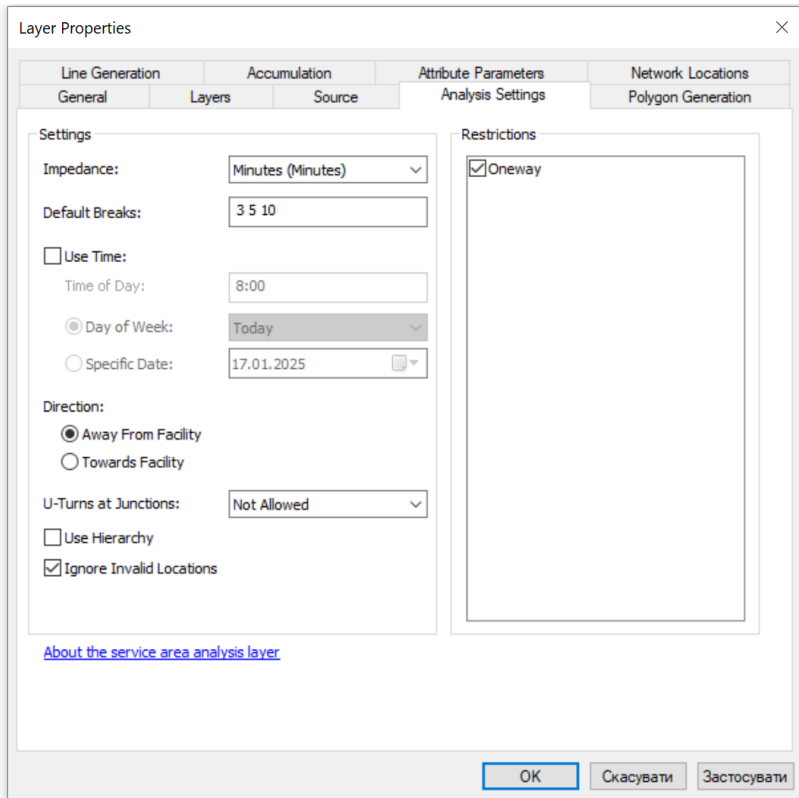 Layer Properties
Line Generation Accumulation Attribute Parameters Network Locations
General Layers Source Analysis Settings Polygon Generation
Settings
Impedance: Minutes (Minutes)
Default Breaks: 3 5 10
Use Time:
Time of Day: 8:00
Day of Week: Today
Specific Date: 17.01.2025
Direction:
Away From Facility
Towards Facility
U-Turns at Junctions: Not Allowed
Use Hierarchy
Ignore Invalid Locations
Restrictions
Oneway
About the service area analysis layer
OK Скасувати Застосувати